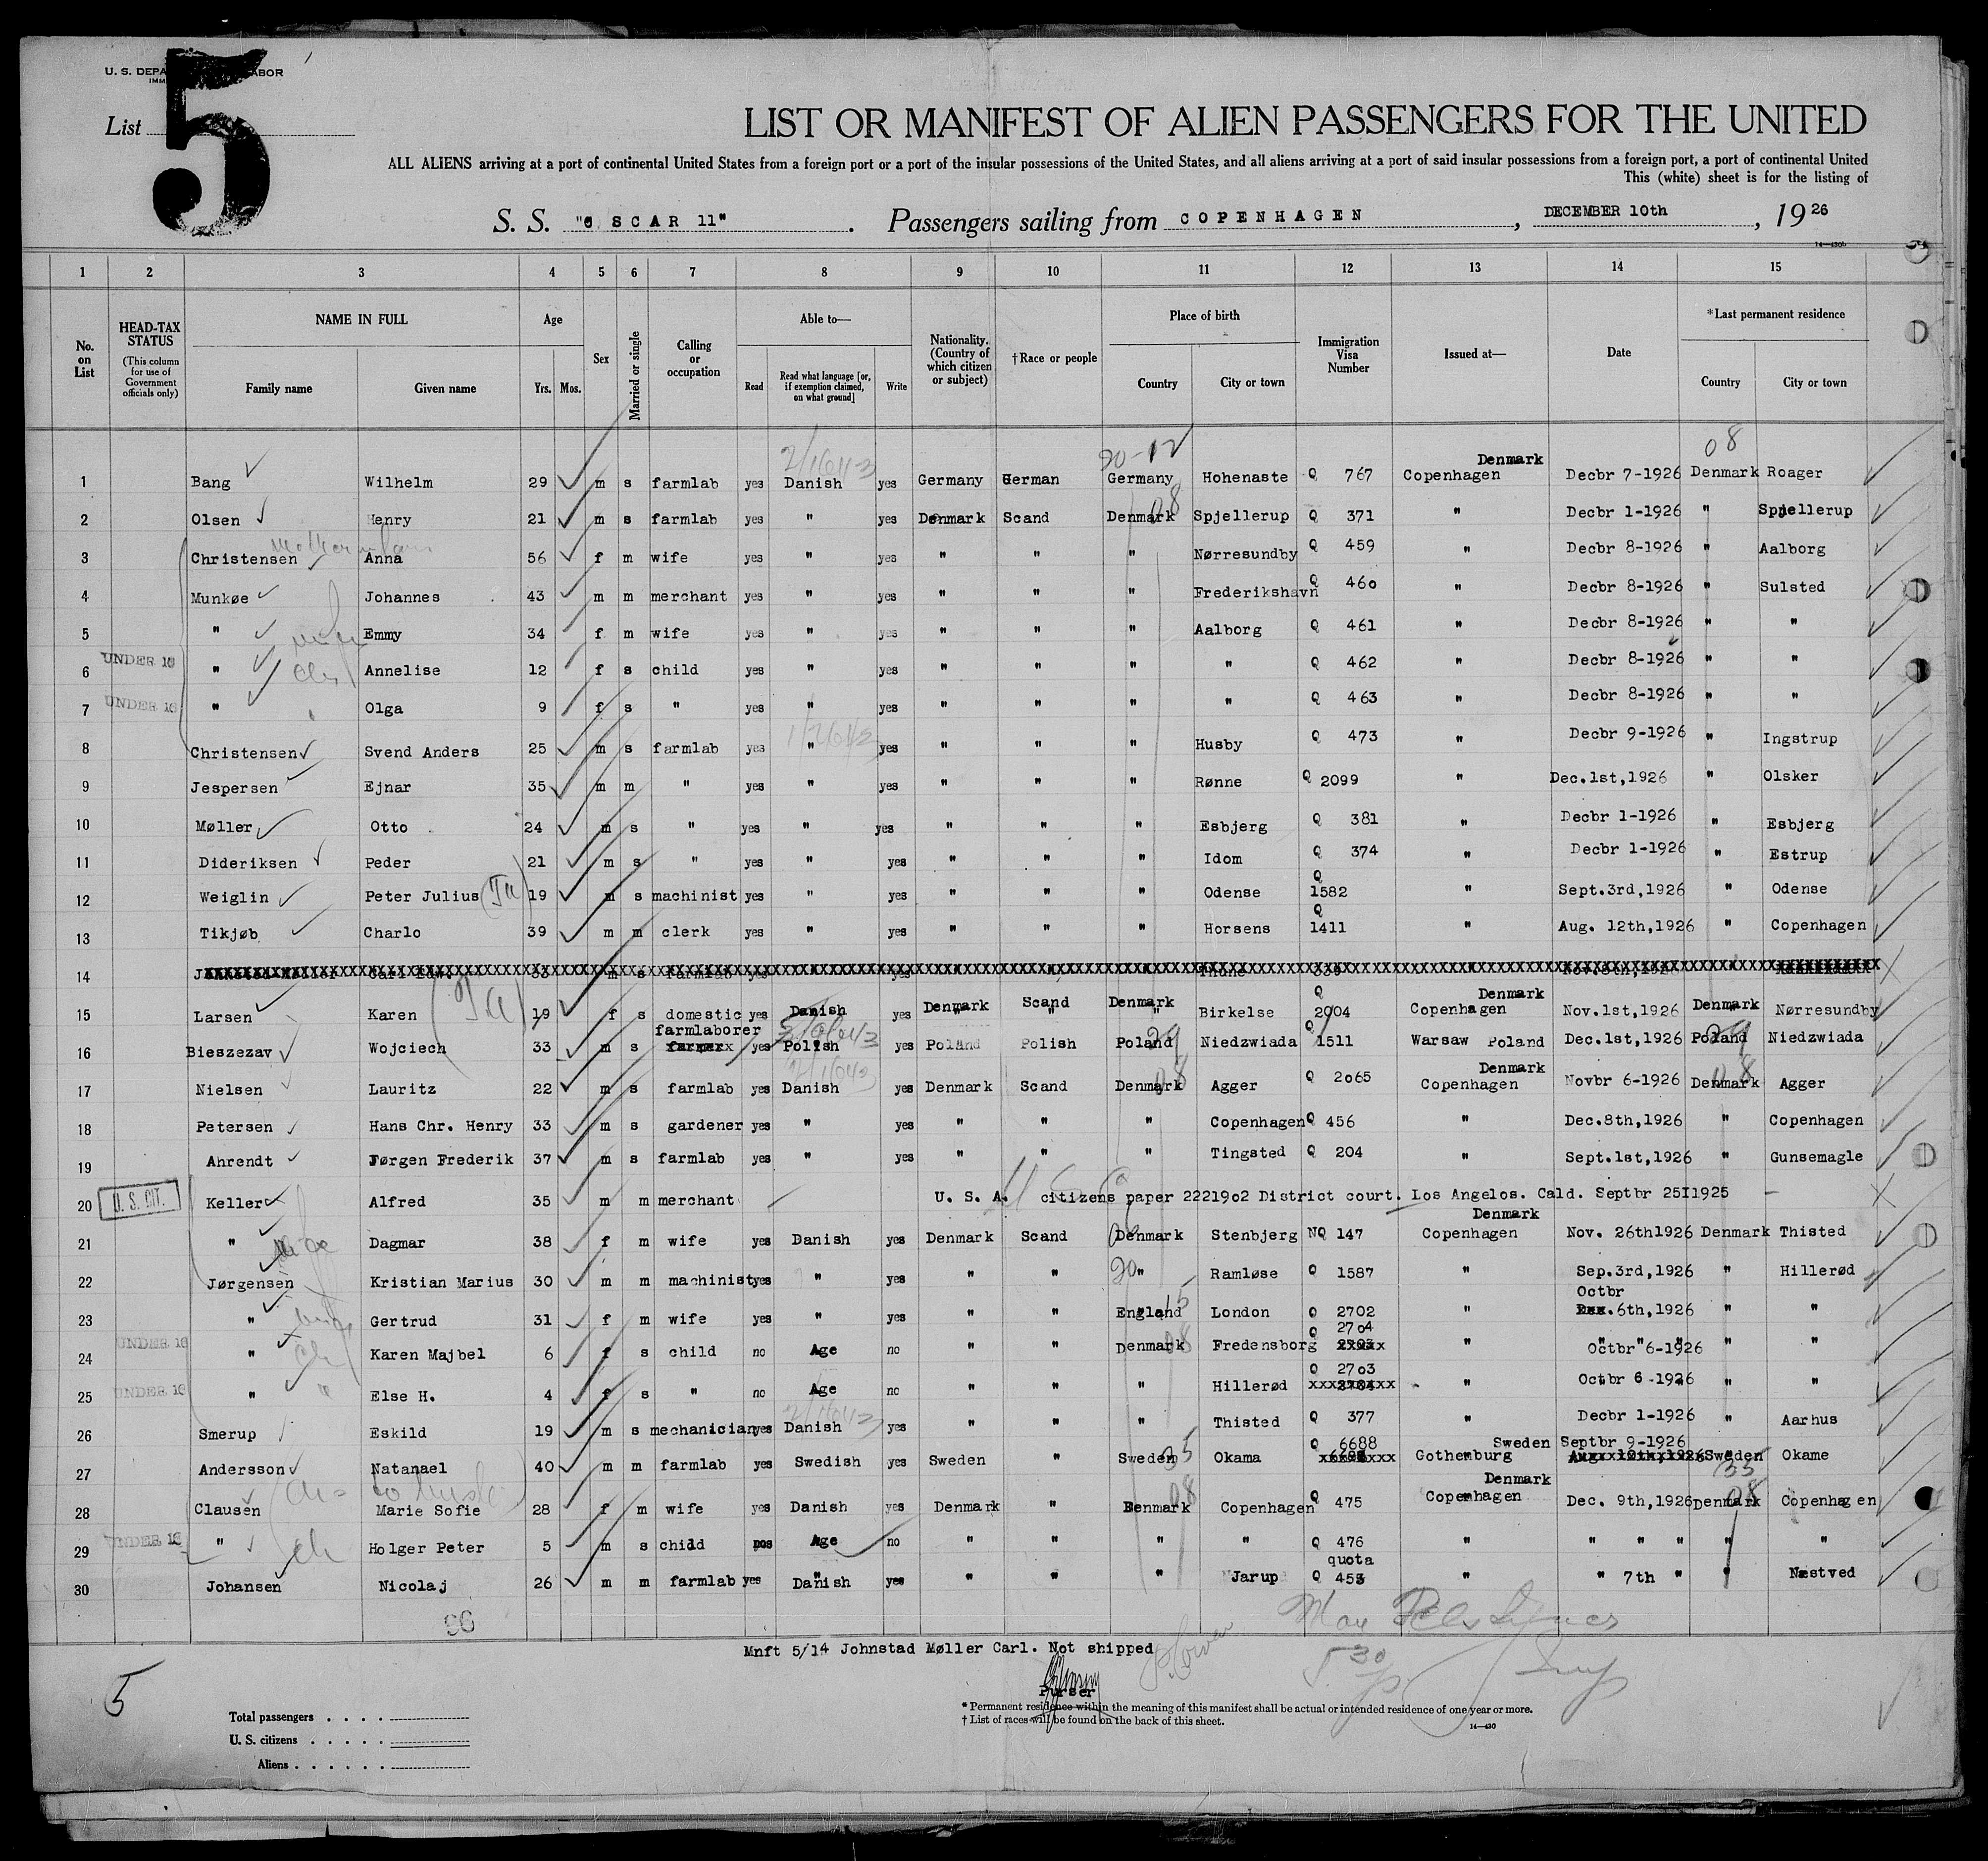 U. S. DEPA ABOR
IMM
List
5
LIST OR MANIFEST OF ALIEN PASSENGERS FOR THE UNITED
ALL ALIENS arriving at a port of continental United States from a foreign port or a port of the insular possessions of the United States, and all aliens arriving at a port of said insular possessions from a foreign port, a port of continental United
This (white) sheet is for the listing of
S. S. "O SCAR 11" . Passengers sailing from COPENHAGEN , DECEMBER 10th , 19 26
14—430b
1 2 3 4 5 6 7 8 9 10 11 12 13 14 15
No. on List HEAD-TAX STATUS (This column for use of Government officials only) NAME IN FULL Family name Given name Age Yrs. Mos. Sex Married or single Calling or occupation Able to— Read Read what language [or, if exemption claimed, on what ground] Write Nationality. (Country of which citizen or subject) †Race or people Place of birth Country City or town Immigration Visa Number Issued at— Date *Last permanent residence Country City or town
2/16413 20-12 08
1 Bang Wilhelm 29 m s farmlab yes Danish yes Germany German Germany Hohenaste Q 767 Copenhagen Denmark Decbr 7-1926 Denmark Roager
2 Olsen Henry 21 m s farmlab yes " yes Denmark Scand Denmark 08 Spjellerup Q 371 " Decbr 1-1926 " Spjellerup
3 Christensen Anna 56 f m wife yes " yes " " " Nørresundby Q 459 " Decbr 8-1926 " Aalborg
4 Munkøe Johannes 43 m m merchant yes " yes " " " Frederikshavn Q 460 " Decbr 8-1926 " Sulsted
5 " Emmy 34 f m wife yes " yes " " " Aalborg Q 461 " Decbr 8-1926 " "
6 UNDER 16 " Annelise 12 f s child yes " yes " " " " Q 462 " Decbr 8-1926 " "
7 UNDER 16 " Olga 9 f s " yes " yes " " " " Q 463 " Decbr 8-1926 " "
8 Christensen Svend Anders 25 m s farmlab yes " yes " " " Husby Q 473 " Decbr 9-1926 " Ingstrup
9 Jespersen Ejnar 35 m m " yes " yes " " " Rønne Q 2099 " Dec.1st,1926 " Olsker
10 Møller Otto 24 m s " yes " yes " " " Esbjerg Q 381 " Decbr 1-1926 " Esbjerg
11 Dideriksen Peder 21 m s " yes " yes " " " Idom Q 374 " Decbr 1-1926 " Estrup
12 Weiglin Peter Julius 19 m s machinist yes " yes " " " Odense Q 1582 " Sept.3rd,1926 " Odense
13 Tikjøb Charlo 39 m m clerk yes " yes " " " Horsens Q 1411 " Aug. 12th,1926 " Copenhagen
14
15 Larsen Karen 19 f s domestic yes Danish yes Denmark Scand Denmark Birkelse Q 2004 Copenhagen Denmark Nov.1st,1926 Denmark Nørresundby
16 Bieszezav Wojciech 33 m s farmlaborer yes Polish yes Poland Polish Poland 29 Niedzwiada Q 1511 Warsaw Poland Dec.1st,1926 Poland 29 Niedzwiada
17 Nielsen Lauritz 22 m s farmlab yes Danish yes Denmark Scand Denmark 08 Agger Q 2065 Copenhagen Denmark Novbr 6-1926 Denmark 08 Agger
18 Petersen Hans Chr. Henry 33 m s gardener yes " yes " " " Copenhagen Q 456 " Dec.8th,1926 " Copenhagen
19 Ahrendt Jørgen Frederik 37 m s farmlab yes " yes " " " Tingsted Q 204 " Sept.1st,1926 " Gunsemagle
20 U. S. CIT. Keller Alfred 35 m m merchant U. S. A. citizens paper 2221902 District court. Los Angelos. Cald. Septbr 25I1925
21 " Dagmar 38 f m wife yes Danish yes Denmark Scand Denmark Stenbjerg NQ 147 Copenhagen Denmark Nov. 26th1926 Denmark Thisted
22 Jørgensen Kristian Marius 30 m m machinist yes " yes " " " Ramløse Q 1587 " Sep.3rd,1926 " Hillerød
23 " Gertrud 31 f m wife yes " yes " " England 15 London Q 2702 " Octbr 6th,1926 " "
24 UNDER 16 " Karen Majbel 6 f s child no Age no " " Denmark 08 Fredensborg Q 2704 " Octbr 6-1926 " "
25 UNDER 16 " Else H. 4 f s " no Age no " " " Hillerød Q 2703 " Octbr 6-1926 " "
26 Smerup Eskild 19 m s mechanician yes Danish yes " " " Thisted Q 377 " Decbr 1-1926 " Aarhus
27 Andersson Natanael 40 m m farmlab yes Swedish yes Sweden " Sweden 35 Okama Q 6688 Gothenburg Sweden Septbr 9-1926 Sweden 35 Okame
28 Clausen Marie Sofie 28 f m wife yes Danish yes Denmark " Denmark 08 Copenhagen Q 475 Copenhagen Denmark Dec. 9th,1926 Denmark 08 Copenhagen
29 UNDER 16 " Holger Peter 5 m s child Age no " " " " Q 476 " " " " " "
30 Johansen Nicolaj 26 m m farmlab yes Danish yes " " " Jarup quota Q 453 " " 7th " " Næstved
Mnft 5/14 Johnstad Møller Carl. Not shipped
Purser
5
Total passengers . . . .
U. S. citizens . . . . .
Aliens . . . . . .
* Permanent residence within the meaning of this manifest shall be actual or intended residence of one year or more.
† List of races will be found on the back of this sheet.
14—430